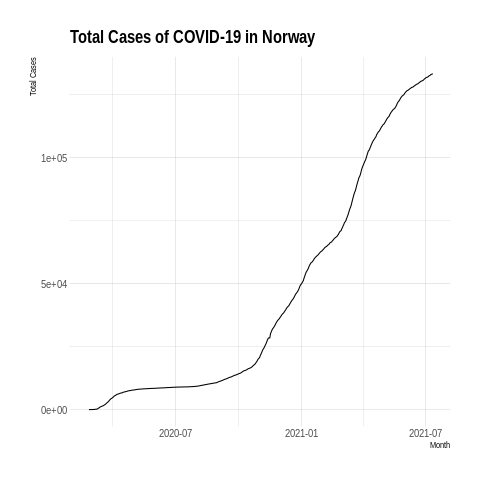 Total Cases of COVID-19 in Norway
Total Cases
1e+05
5e+04
0e+00
2020-07 2021-01 2021-07
Month